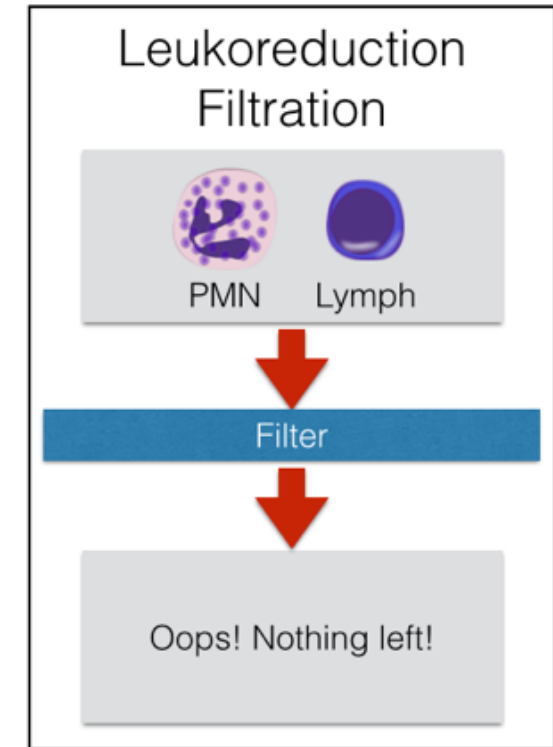 Leukoreduction
Filtration
PMN Lymph
Filter
Oops! Nothing left!